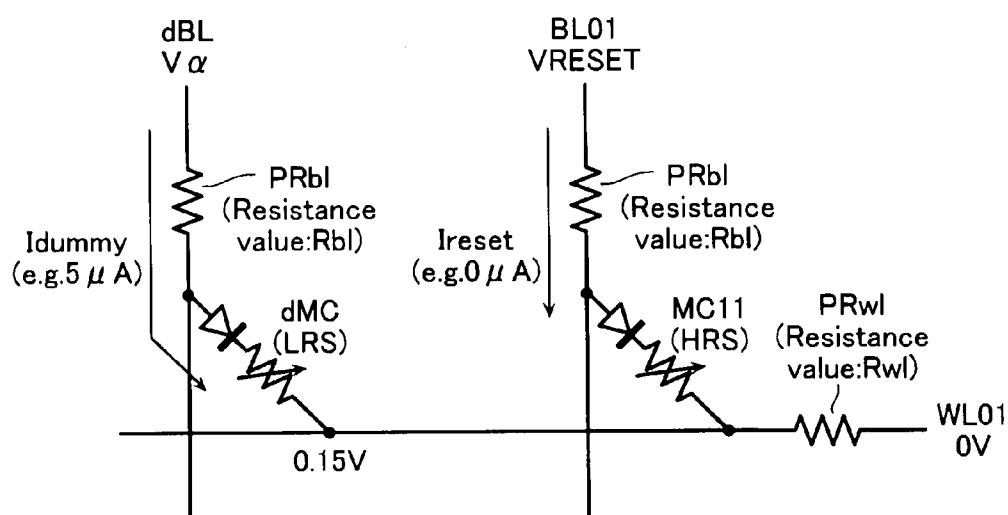 dBL
V α
BL01
VRESET
PRbl
(Resistance
value:Rbl)
PRbl
(Resistance
value:Rbl)
Idummy
(e.g.5 μ A)
Ireset
(e.g.0 μ A)
dMC
(LRS)
MC11
(HRS)
PRwl
(Resistance
value:Rwl)
WL01
0V
0.15V